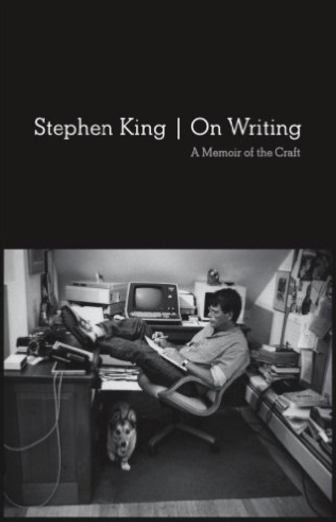 Stephen King | On Writing
A Memoir of the Craft